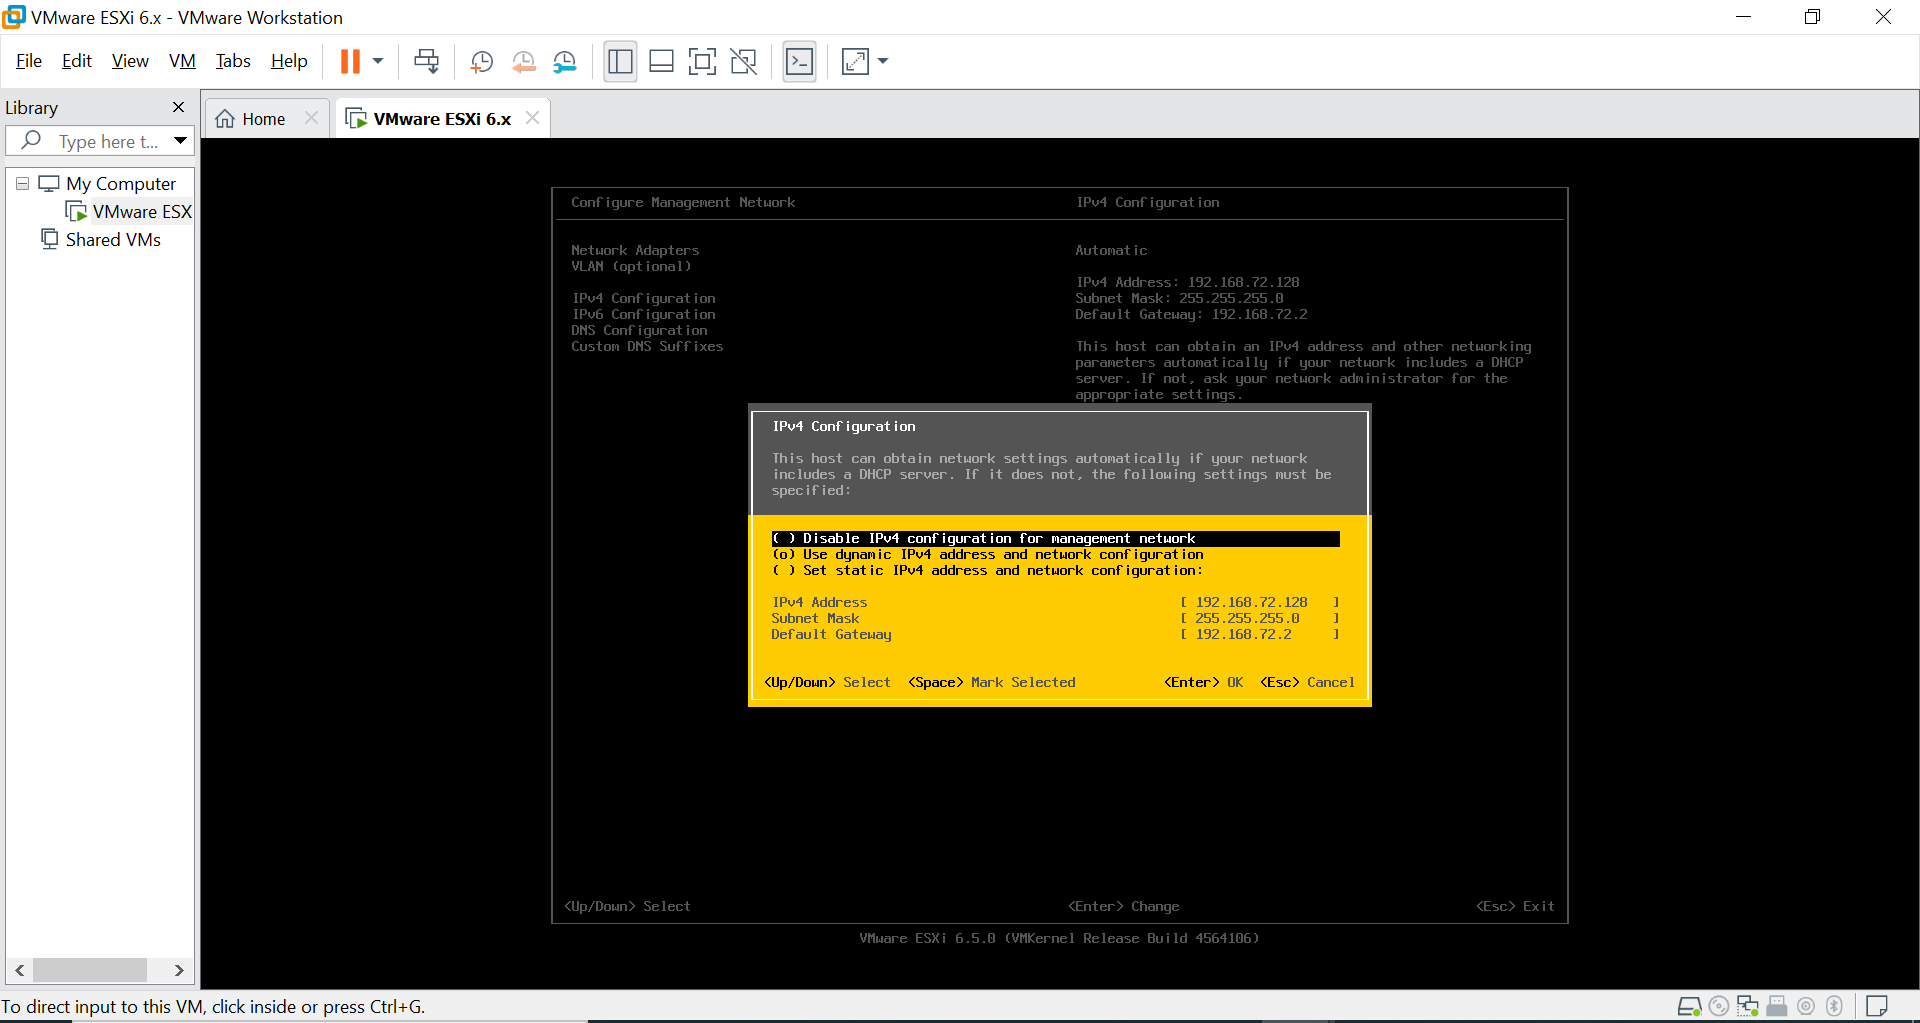 VMware ESXi 6.x - VMware Workstation
File Edit View VM Tabs Help
Library
Home
VMware ESXi 6.x
Type here t...
My Computer
VMware ESX
Shared VMs
Configure Management Network
IPv4 Configuration
Network Adapters
VLAN (optional)
IPv4 Configuration
IPv6 Configuration
DNS Configuration
Custom DNS Suffixes
Automatic
IPv4 Address: 192.168.72.128
Subnet Mask: 255.255.255.0
Default Gateway: 192.168.72.2
This host can obtain an IPv4 address and other networking
parameters automatically if your network includes a DHCP
server. If not, ask your network administrator for the
appropriate settings.
IPv4 Configuration
This host can obtain network settings automatically if your network
includes a DHCP server. If it does not, the following settings must be
specified:
( ) Disable IPv4 configuration for management network
(o) Use dynamic IPv4 address and network configuration
( ) Set static IPv4 address and network configuration:
IPv4 Address [ 192.168.72.128 ]
Subnet Mask [ 255.255.255.0 ]
Default Gateway [ 192.168.72.2 ]
<Up/Down> Select <Space> Mark Selected <Enter> OK <Esc> Cancel
<Up/Down> Select <Enter> Change <Esc> Exit
VMware ESXi 6.5.0 (VMKernel Release Build 4564106)
To direct input to this VM, click inside or press Ctrl+G.